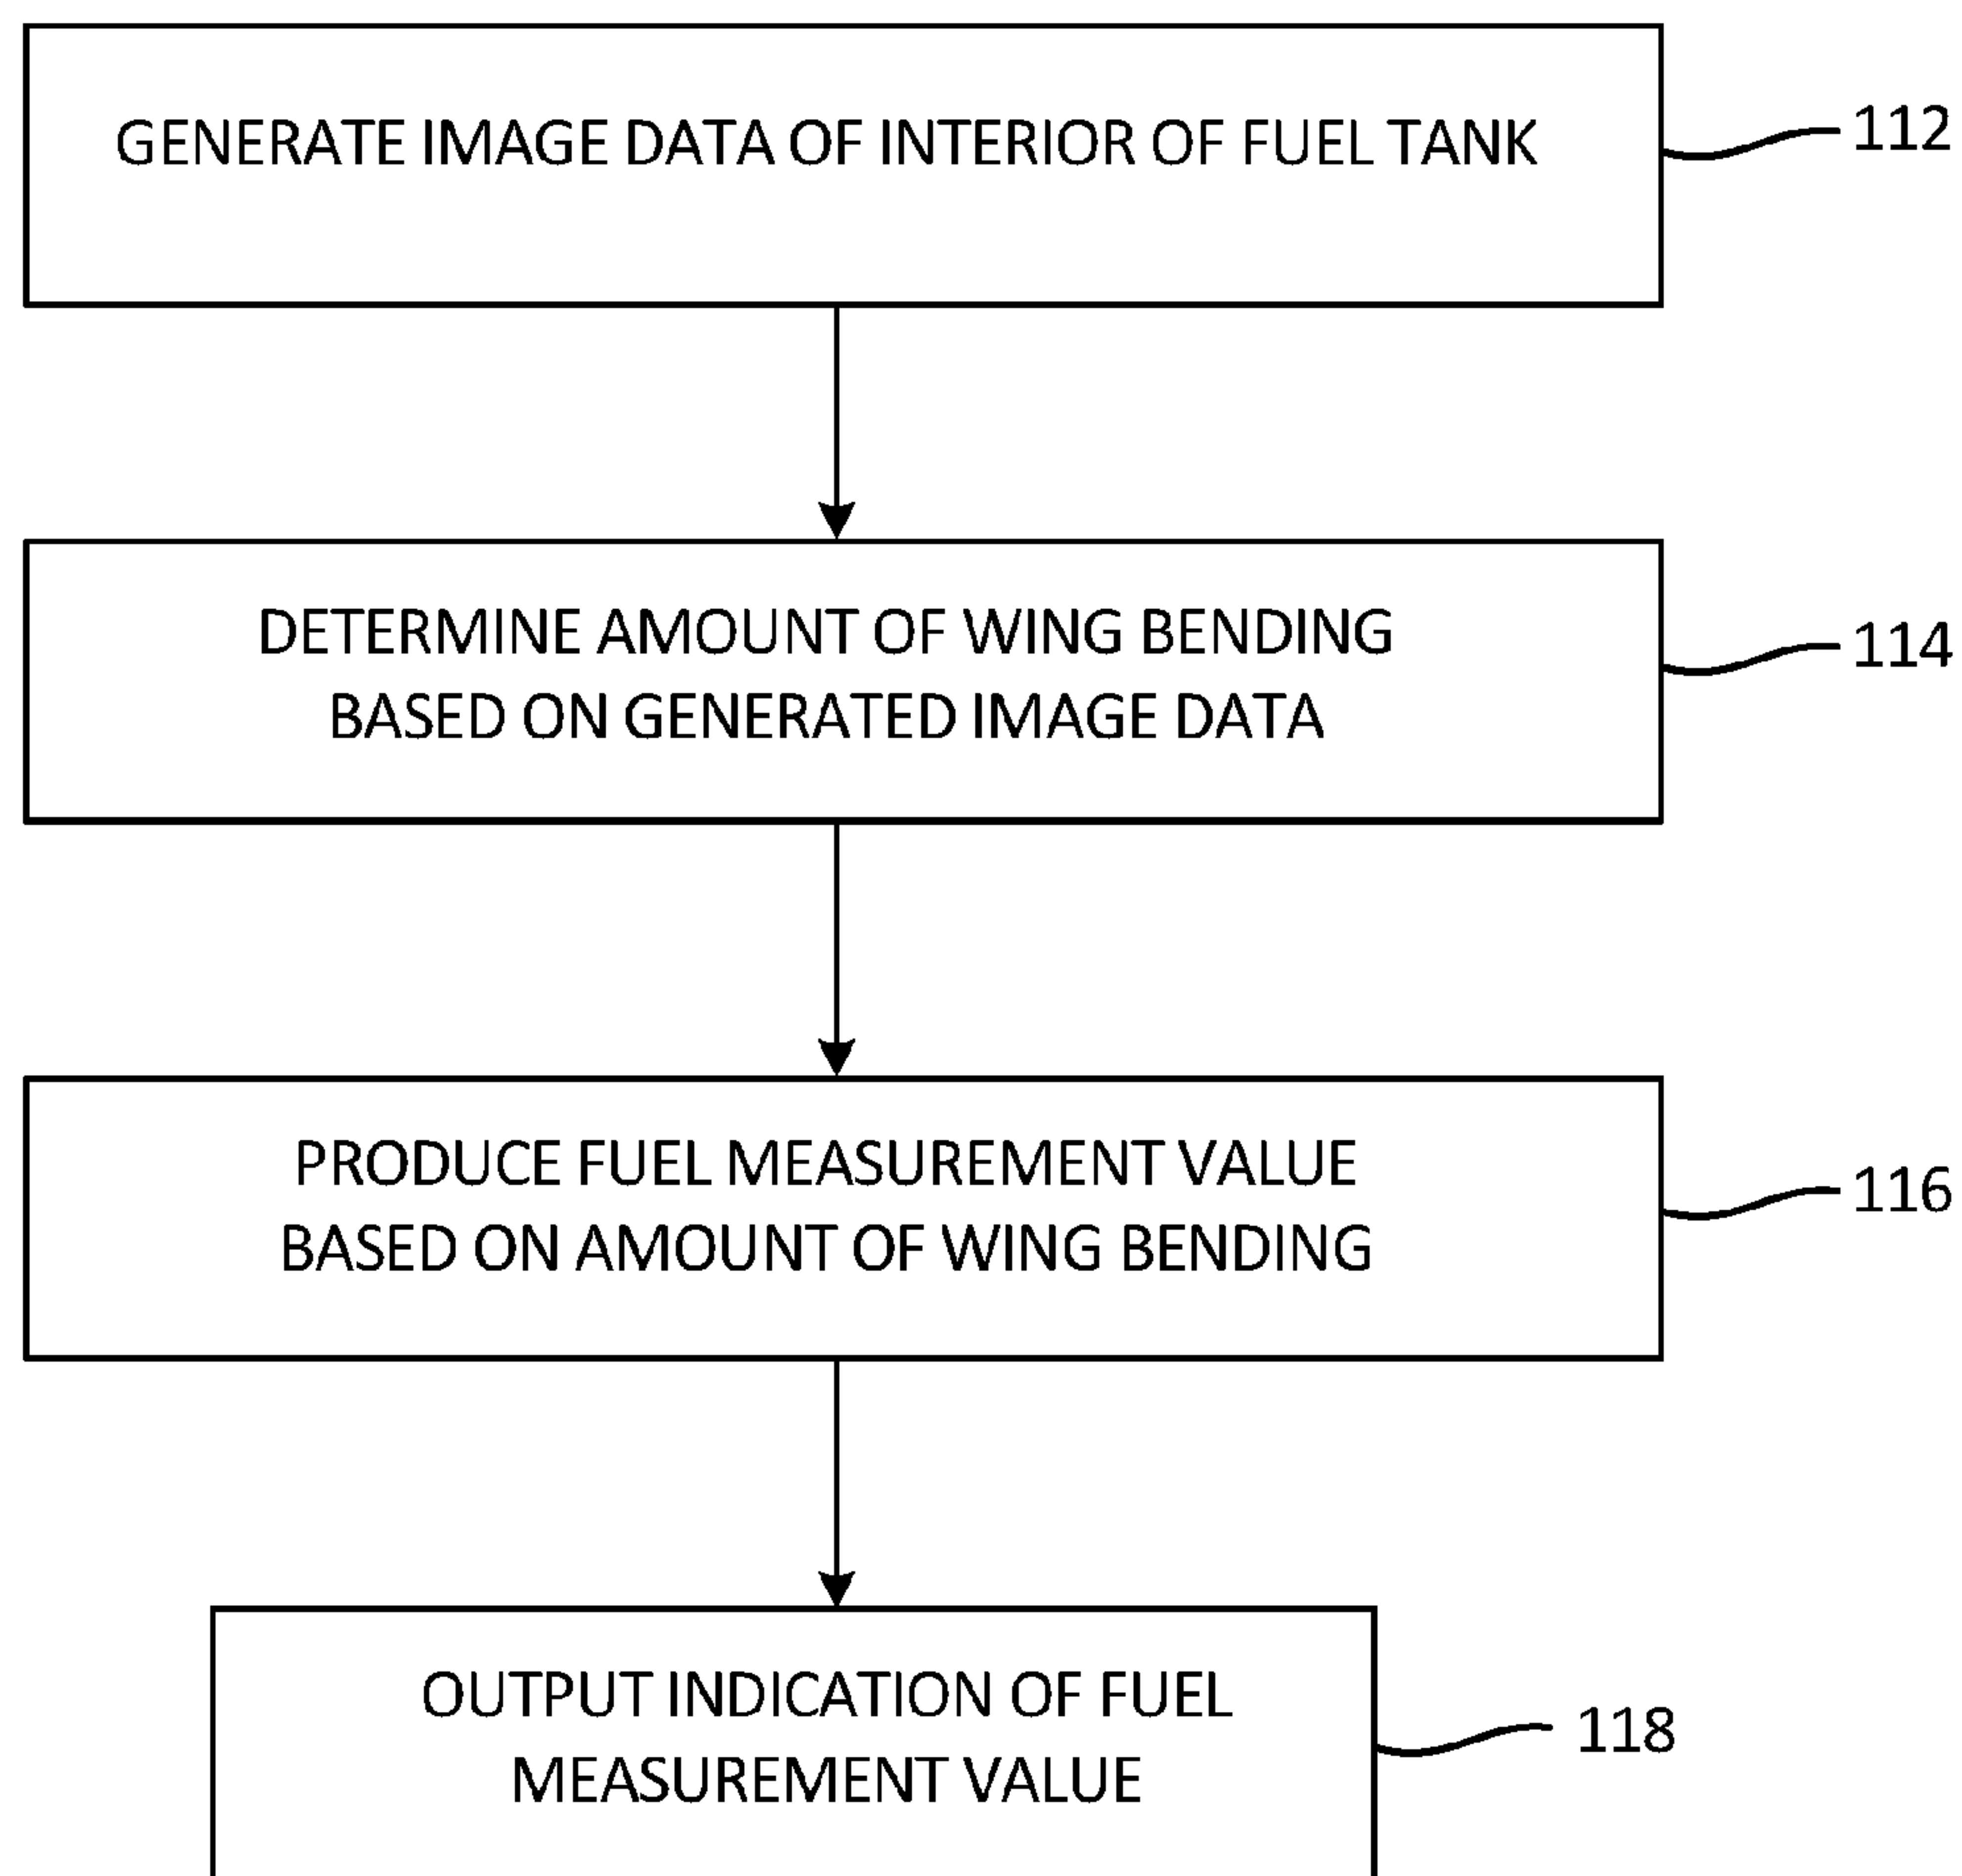 GENERATE IMAGE DATA OF INTERIOR OF FUEL TANK
112
DETERMINE AMOUNT OF WING BENDING
BASED ON GENERATED IMAGE DATA
114
PRODUCE FUEL MEASUREMENT VALUE
BASED ON AMOUNT OF WING BENDING
116
OUTPUT INDICATION OF FUEL
MEASUREMENT VALUE
118